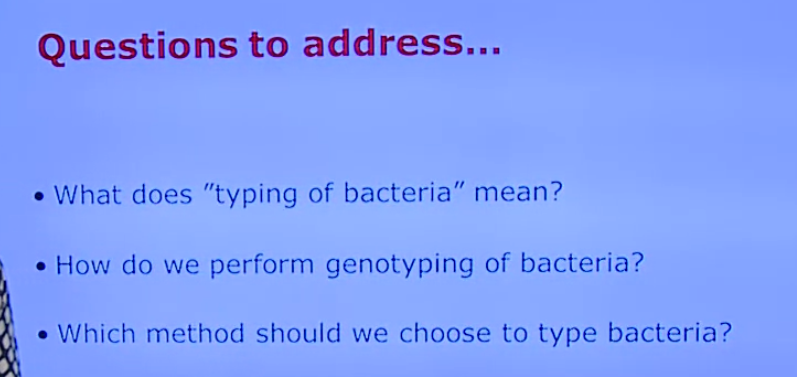 Questions to address...
• What does "typing of bacteria" mean?
• How do we perform genotyping of bacteria?
• Which method should we choose to type bacteria?